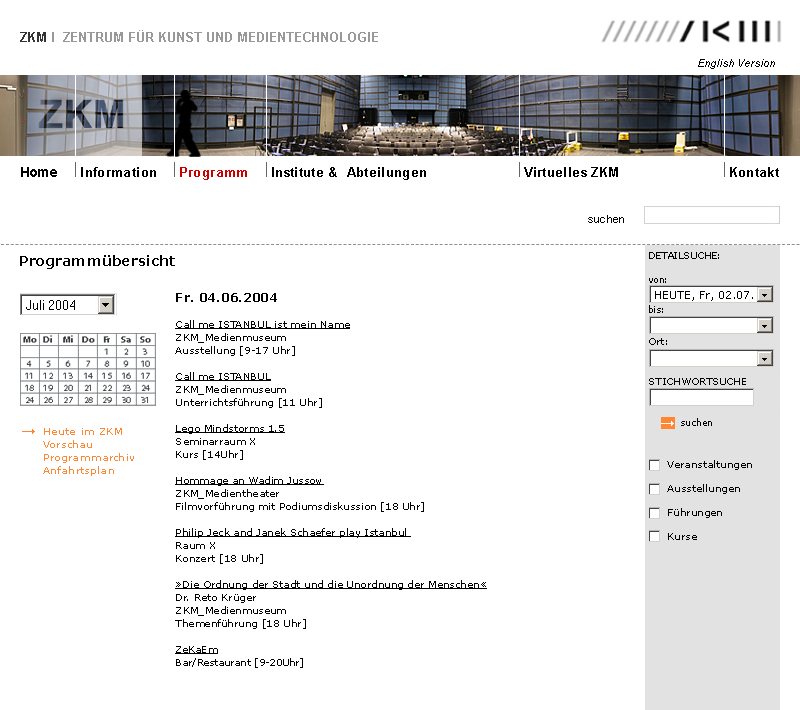 ZKM | ZENTRUM FÜR KUNST UND MEDIENTECHNOLOGIE
English Version
ZKM
Home
Information
Programm
Institute & Abteilungen
Virtuelles ZKM
Kontakt
suchen
Programmübersicht
Juli 2004
Mo Di Mi Do Fr Sa So
1 2 3
4 5 6 7 8 9 10
11 12 13 14 15 16 17
18 19 20 21 22 23 24
24 26 27 28 29 30 31
→ Heute im ZKM
Vorschau
Programmarchiv
Anfahrtsplan
Fr. 04.06.2004
Call me ISTANBUL ist mein Name
ZKM_Medienmuseum
Ausstellung [9-17 Uhr]
Call me ISTANBUL
ZKM_Medienmuseum
Unterrichtsführung [11 Uhr]
Lego Mindstorms 1.5
Seminarraum X
Kurs [14Uhr]
Hommage an Wadim Jussow
ZKM_Medientheater
Filmvorführung mit Podiumsdiskussion [18 Uhr]
Philip Jeck and Janek Schaefer play Istanbul
Raum X
Konzert [18 Uhr]
»Die Ordnung der Stadt und die Unordnung der Menschen«
Dr. Reto Krüger
ZKM_Medienmuseum
Themenführung [18 Uhr]
ZeKaEm
Bar/Restaurant [9-20Uhr]
DETAILSUCHE:
von:
HEUTE, Fr, 02.07.
bis:
Ort:
STICHWORTSUCHE
suchen
Veranstaltungen
Ausstellungen
Führungen
Kurse